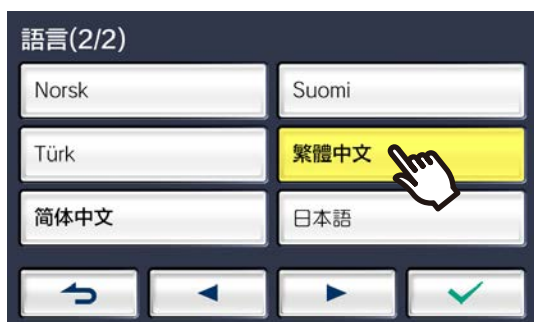 語言(2/2)
Norsk
Suomi
Türk
繁體中文
简体中文
日本語